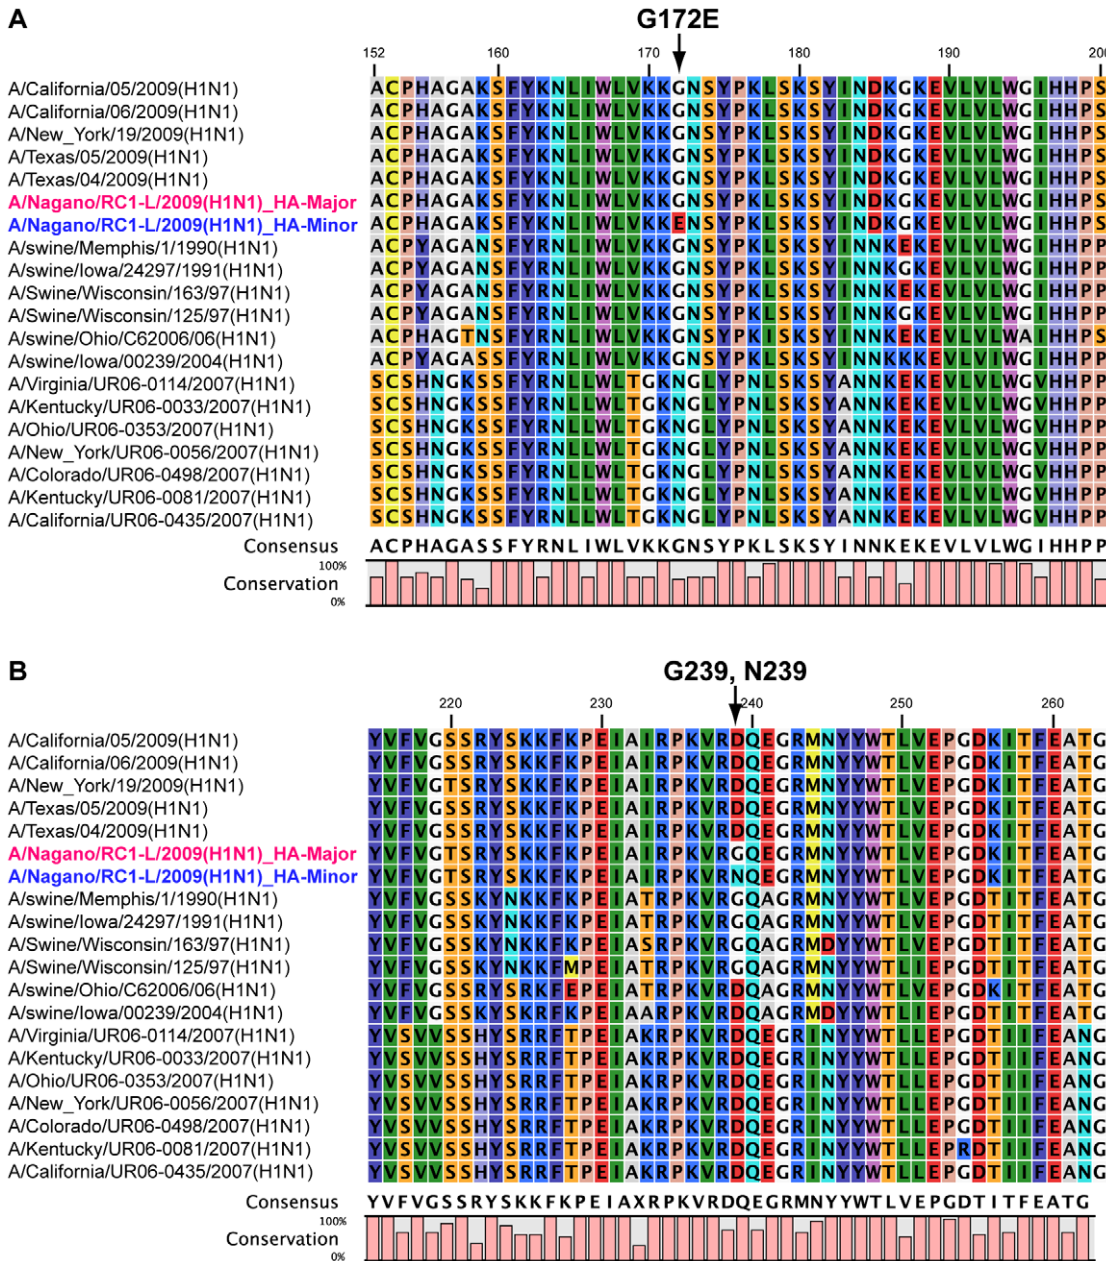 A
G172E
152 160 170 180 190 200
A/California/05/2009(H1N1) ACPHAGAKSFYKNLIWLVKKGNSYPKLSKSYINDKGKEVLVLWGIHHPS
A/California/06/2009(H1N1) ACPHAGAKSFYKNLIWLVKKGNSYPKLSKSYINDKGKEVLVLWGIHHPS
A/New_York/19/2009(H1N1) ACPHAGAKSFYKNLIWLVKKGNSYPKLSKSYINDKGKEVLVLWGIHHPS
A/Texas/05/2009(H1N1) ACPHAGAKSFYKNLIWLVKKGNSYPKLSKSYINDKGKEVLVLWGIHHPP
A/Texas/04/2009(H1N1) ACPHAGAKSFYKNLIWLVKKGNSYPKLSKSYINDKGKEVLVLWGIHHPP
A/Nagano/RC1-L/2009(H1N1)_HA-Major ACPHAGAKSFYKNLIWLVKKGNSYPKLSKSYINDKGKEVLVLWGIHHPP
A/Nagano/RC1-L/2009(H1N1)_HA-Minor ACPHAGAKSFYKNLIWLVKKENSYPKLSKSYINDKGKEVLVLWGIHHPP
A/swine/Memphis/1/1990(H1N1) ACPYAGANSFYRNLIWLVKKGNSYPKLSKSYINNKEKEVLVLWGIHHPP
A/swine/Iowa/24297/1991(H1N1) ACPYAGANSFYRNLIWLVKKGNSYPKLSKSYINNKGKEVLVLWGIHHPP
A/Swine/Wisconsin/163/97(H1N1) ACPYAGANSFYRNLIWLVKKGNSYPKLSKSYINNKEKEVLVLWGIHHPP
A/Swine/Wisconsin/125/97(H1N1) ACPYAGANSFYRNLIWLVKKGNSYPKLSKSYINNKGKEVLVLWGIHHPP
A/swine/Ohio/C62006/06(H1N1) ACPHAGTNSFYRNLIWLVKKGNSYPKISKSYINNKEKEVLVLWAIHHPS
A/swine/Iowa/00239/2004(H1N1) ACPYAGASSFYRNLIWLVKKGNSYPKLSKSYINNKKKEVLVIWGIHHPP
A/Virginia/UR06-0114/2007(H1N1) SCSHNGKSSFYRNLLWLTGKNGLYPNLSKSYANNKEKEVLVLWGVHHPP
A/Kentucky/UR06-0033/2007(H1N1) SCSHNGKSSFYRNLLWLTGKNGLYPNLSKSYANNKEKEVLVLWGVHHPP
A/Ohio/UR06-0353/2007(H1N1) SCSHNGKSSFYRNLLWLTGKNGLYPNLSKSYANNKEKEVLVLWGVHHPP
A/New_York/UR06-0056/2007(H1N1) SCSHNGKSSFYRNLLWLTGKNGLYPNLSKSYANNKEKEVLVLWGVHHPP
A/Colorado/UR06-0498/2007(H1N1) SCSHNGKSSFYRNLLWLTGKNGLYPNLSKSYANNKEKEVLVLWGVHHPP
A/Kentucky/UR06-0081/2007(H1N1) SCSHNGKSSFYRNLLWLTGKNGLYPNLSKSYANNKEKEVLVLWGVHHPP
A/California/UR06-0435/2007(H1N1) SCSHNGKSSFYRNLLWLTGKNGLYPNLSKSYANNKEKEVLVLWGVHHPP
Consensus ACPHAGASSFYRNLIWLVKKGNSYPKLSKSYINNKEKEVLVLWGIHHPP
100%
Conservation
0%
B
G239, N239
220 230 240 250 260
A/California/05/2009(H1N1) YVFVGSSRYSKKFKPEIAIRPKVRDQEGRMNYYWTLVEPGDKITFEATG
A/California/06/2009(H1N1) YVFVGSSRYSKKFKPEIAIRPKVRDQEGRMNYYWTLVEPGDKITFEATG
A/New_York/19/2009(H1N1) YVFVGTSRYSKKFKPEIAIRPKVRDQEGRMNYYWTLVEPGDKITFEATG
A/Texas/05/2009(H1N1) YVFVGSSRYSKKFKPEIAIRPKVRDQEGRMNYYWTLVEPGDKITFEATG
A/Texas/04/2009(H1N1) YVFVGSSRYSKKFKPEIAIRPKVRDQEGRMNYYWTLVEPGDKITFEATG
A/Nagano/RC1-L/2009(H1N1)_HA-Major YVFVGTSRYSKKFKPEIAIRPKVRGQEGRMNYYWTLVEPGDKITFEATG
A/Nagano/RC1-L/2009(H1N1)_HA-Minor YVFVGTSRYSKKFKPEIAIRPKVRNQEGRMNYYWTLVEPGDKITFEATG
A/swine/Memphis/1/1990(H1N1) YVFVGSSKYNKKFKPEIATRPKVRGQAGRMNYYWTLVEPGDTITFEATG
A/swine/Iowa/24297/1991(H1N1) YVFVGSSKYNKKFKPEIATRPKVRGQAGRMNYYWTLVEPGDTITFEATG
A/Swine/Wisconsin/163/97(H1N1) YVFVGSSKYNKKFKPEIASRPKVRGQAGRMDYYWTLVEPGDTITFEATG
A/Swine/Wisconsin/125/97(H1N1) YVFVGSSKYNKKFMPEIATRPKVRGQAGRMNYYWTLIEPGDTITFEATG
A/swine/Ohio/C62006/06(H1N1) YVFVGSSRYSRKFEPEIATRPKVRDQAGRMNYYWTLVEPGDKITFEATG
A/swine/Iowa/00239/2004(H1N1) YVFVGSSRYSRKFKPEIAARPKVRDQAGRMDYYWTLVEPGDTITFEATG
A/Virginia/UR06-0114/2007(H1N1) YVSVVSSHYSRRFTPEIAKRPKVRDQEGRINYYWTLLEPGDTIIFEANG
A/Kentucky/UR06-0033/2007(H1N1) YVSVVSSHYSRRFTPEIAKRPKVRDQEGRINYYWTLLEPGDTIIFEANG
A/Ohio/UR06-0353/2007(H1N1) YVSVVSSHYSRRFTPEIAKRPKVRDQEGRINYYWTLLEPGDTIIFEANG
A/New_York/UR06-0056/2007(H1N1) YVSVVSSHYSRRFTPEIAKRPKVRDQEGRINYYWTLLEPGDTIIFEANG
A/Colorado/UR06-0498/2007(H1N1) YVSVVSSHYSRRFTPEIAKRPKVRDQEGRINYYWTLLEPGDTIIFEANG
A/Kentucky/UR06-0081/2007(H1N1) YVSVVSSHYSRRFTPEIAKRPKVRDQEGRINYYWTLLEPRDTIIFEANG
A/California/UR06-0435/2007(H1N1) YVSVVSSHYSRRFTPEIAKRPKVRDQEGRINYYWTLLEPGDTIIFEANG
Consensus YVFVGSSRYSKKFKPEIAXRPKVRDQEGRMNYYWTLVEPGDTITFEATG
100%
Conservation
0%